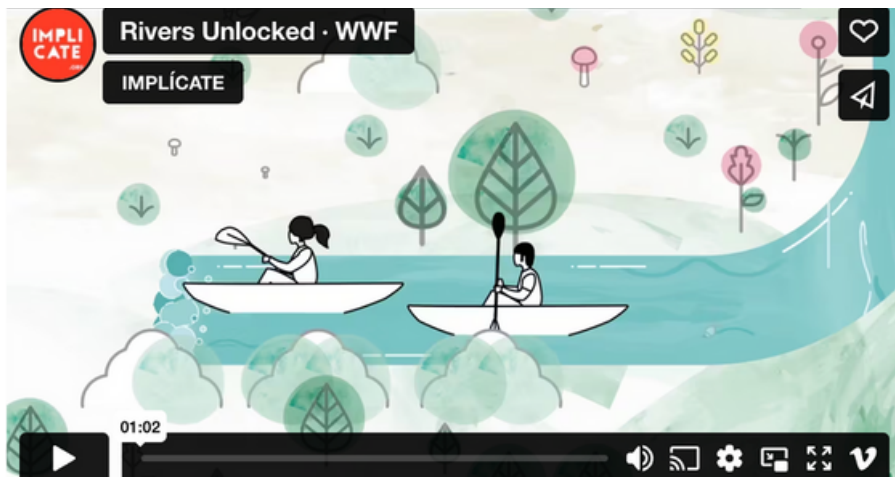 IMPLI
CATE
.ORG
Rivers Unlocked · WWF
IMPLÍCATE
01:02